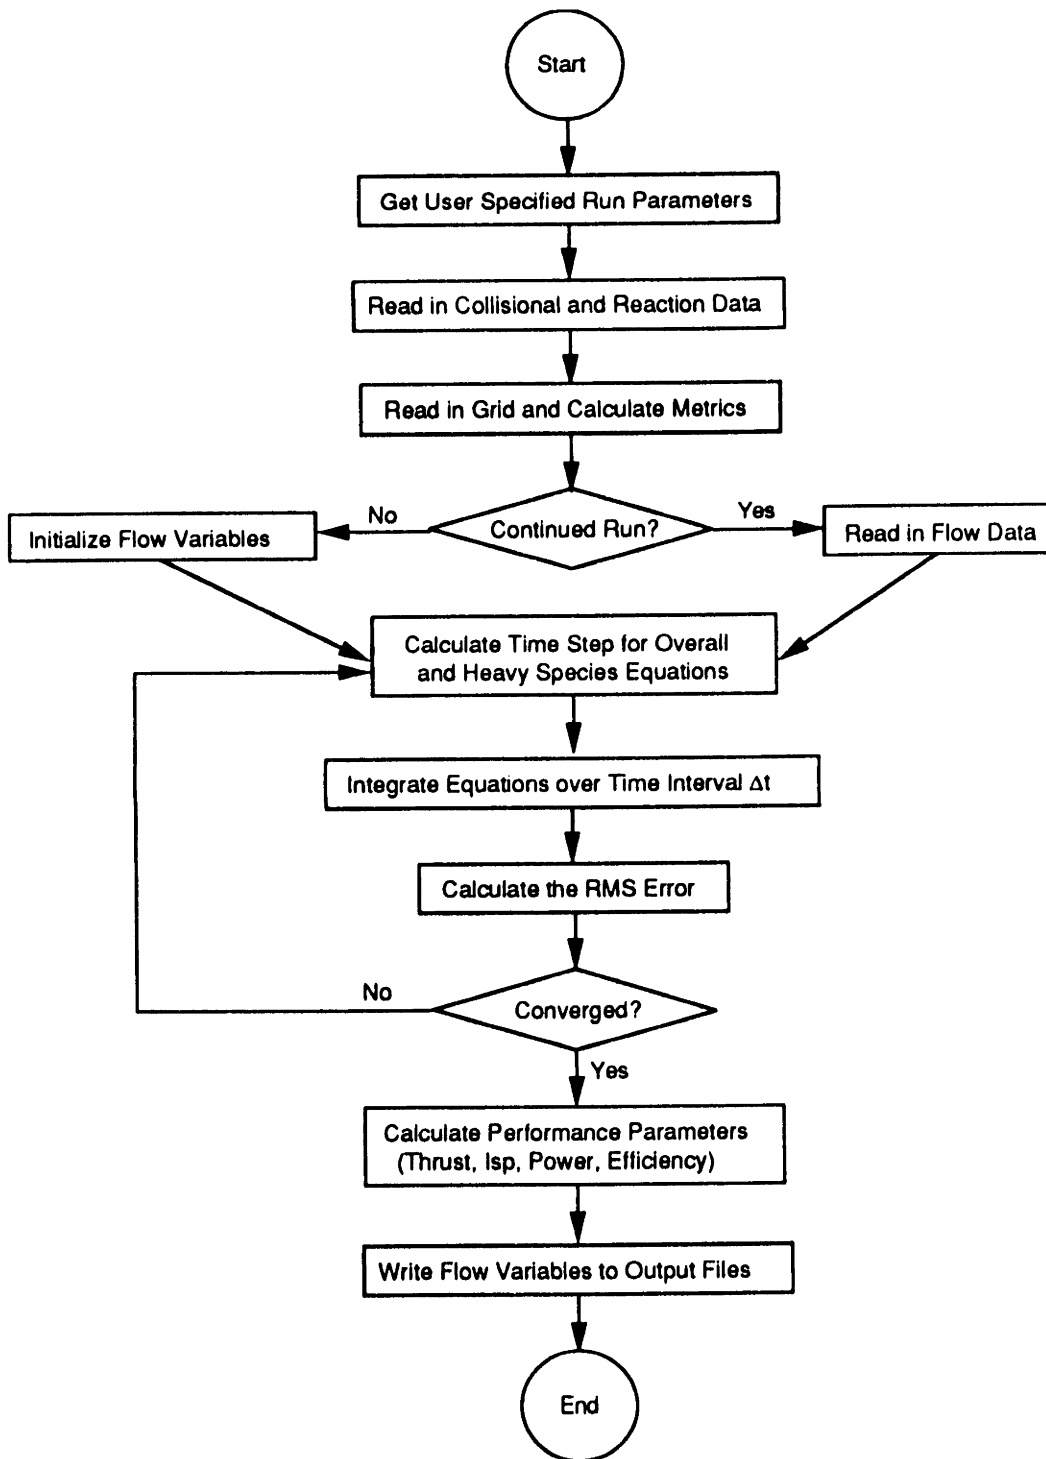 Start
Get User Specified Run Parameters
Read in Collisional and Reaction Data
Read in Grid and Calculate Metrics
No
Continued Run?
Yes
Initialize Flow Variables
Read in Flow Data
Calculate Time Step for Overall
and Heavy Species Equations
Integrate Equations over Time Interval Δt
Calculate the RMS Error
No
Converged?
Yes
Calculate Performance Parameters
(Thrust, Isp, Power, Efficiency)
Write Flow Variables to Output Files
End